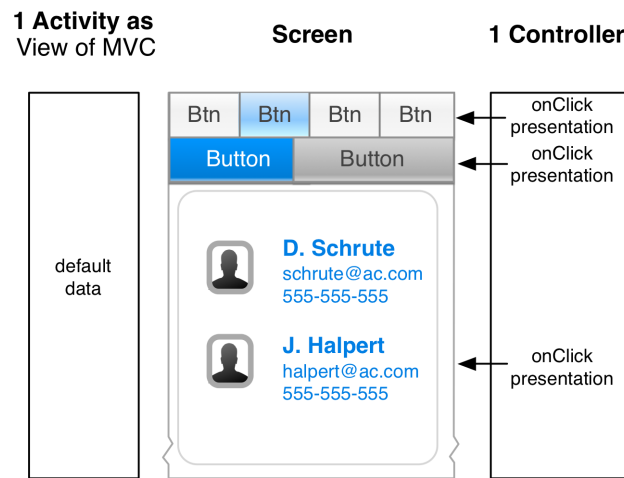 1 Activity as
View of MVC
Screen
1 Controller
Btn
Btn
Btn
Btn
Button
Button
onClick
presentation
onClick
presentation
default
data
D. Schrute
schrute@ac.com
555-555-555
J. Halpert
halpert@ac.com
555-555-555
onClick
presentation